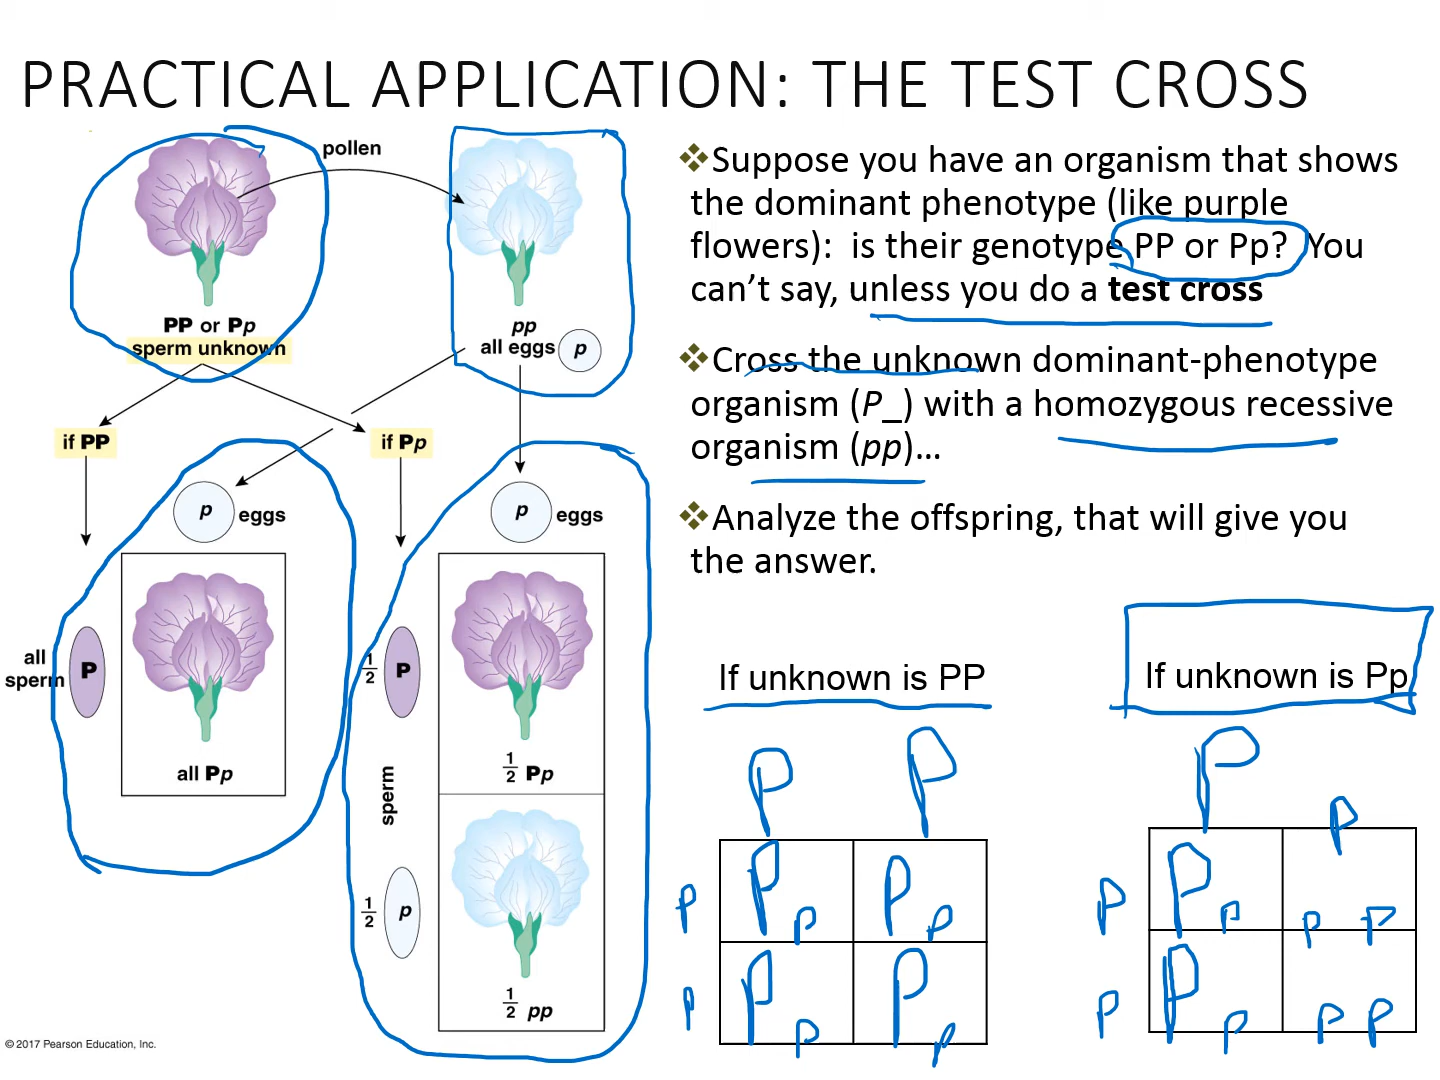 PRACTICAL APPLICATION: THE TEST CROSS
pollen
PP or Pp
sperm unknown
pp
all eggs p
if PP
if Pp
p eggs
p eggs
all
sperm P
all Pp
1/2 P
1/2 Pp
sperm
1/2 p
1/2 pp
© 2017 Pearson Education, Inc.
❖Suppose you have an organism that shows
the dominant phenotype (like purple
flowers): is their genotype PP or Pp? You
can't say, unless you do a test cross
❖Cross the unknown dominant-phenotype
organism (P_) with a homozygous recessive
organism (pp)…
❖Analyze the offspring, that will give you
the answer.
If unknown is PP
P P
p Pp Pp
p Pp Pp
If unknown is Pp
P p
p Pp pp
p Pp pp